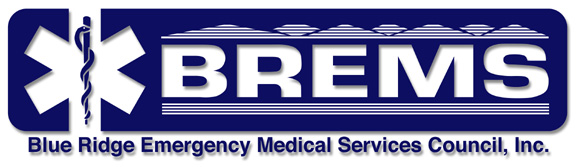 BREMS
Blue Ridge Emergency Medical Services Council, Inc.